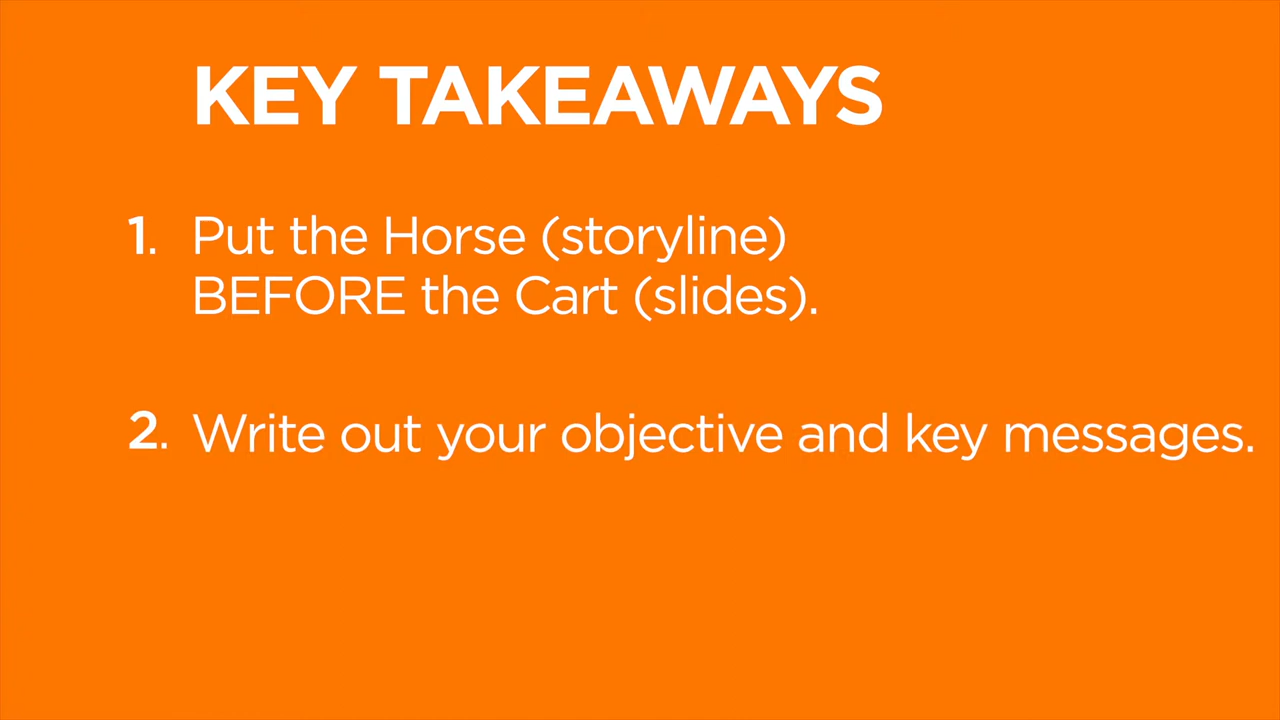 KEY TAKEAWAYS
1. Put the Horse (storyline)
BEFORE the Cart (slides).
2. Write out your objective and key messages.